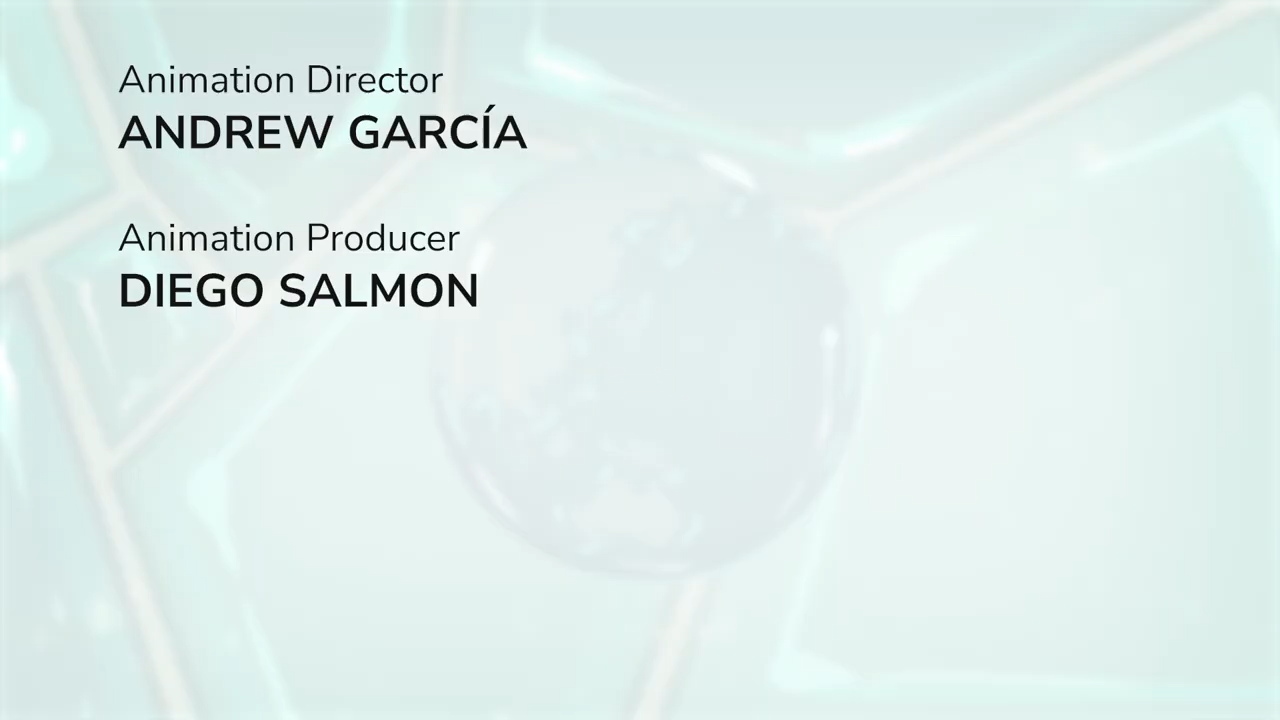 Animation Director
ANDREW GARCÍA
Animation Producer
DIEGO SALMON